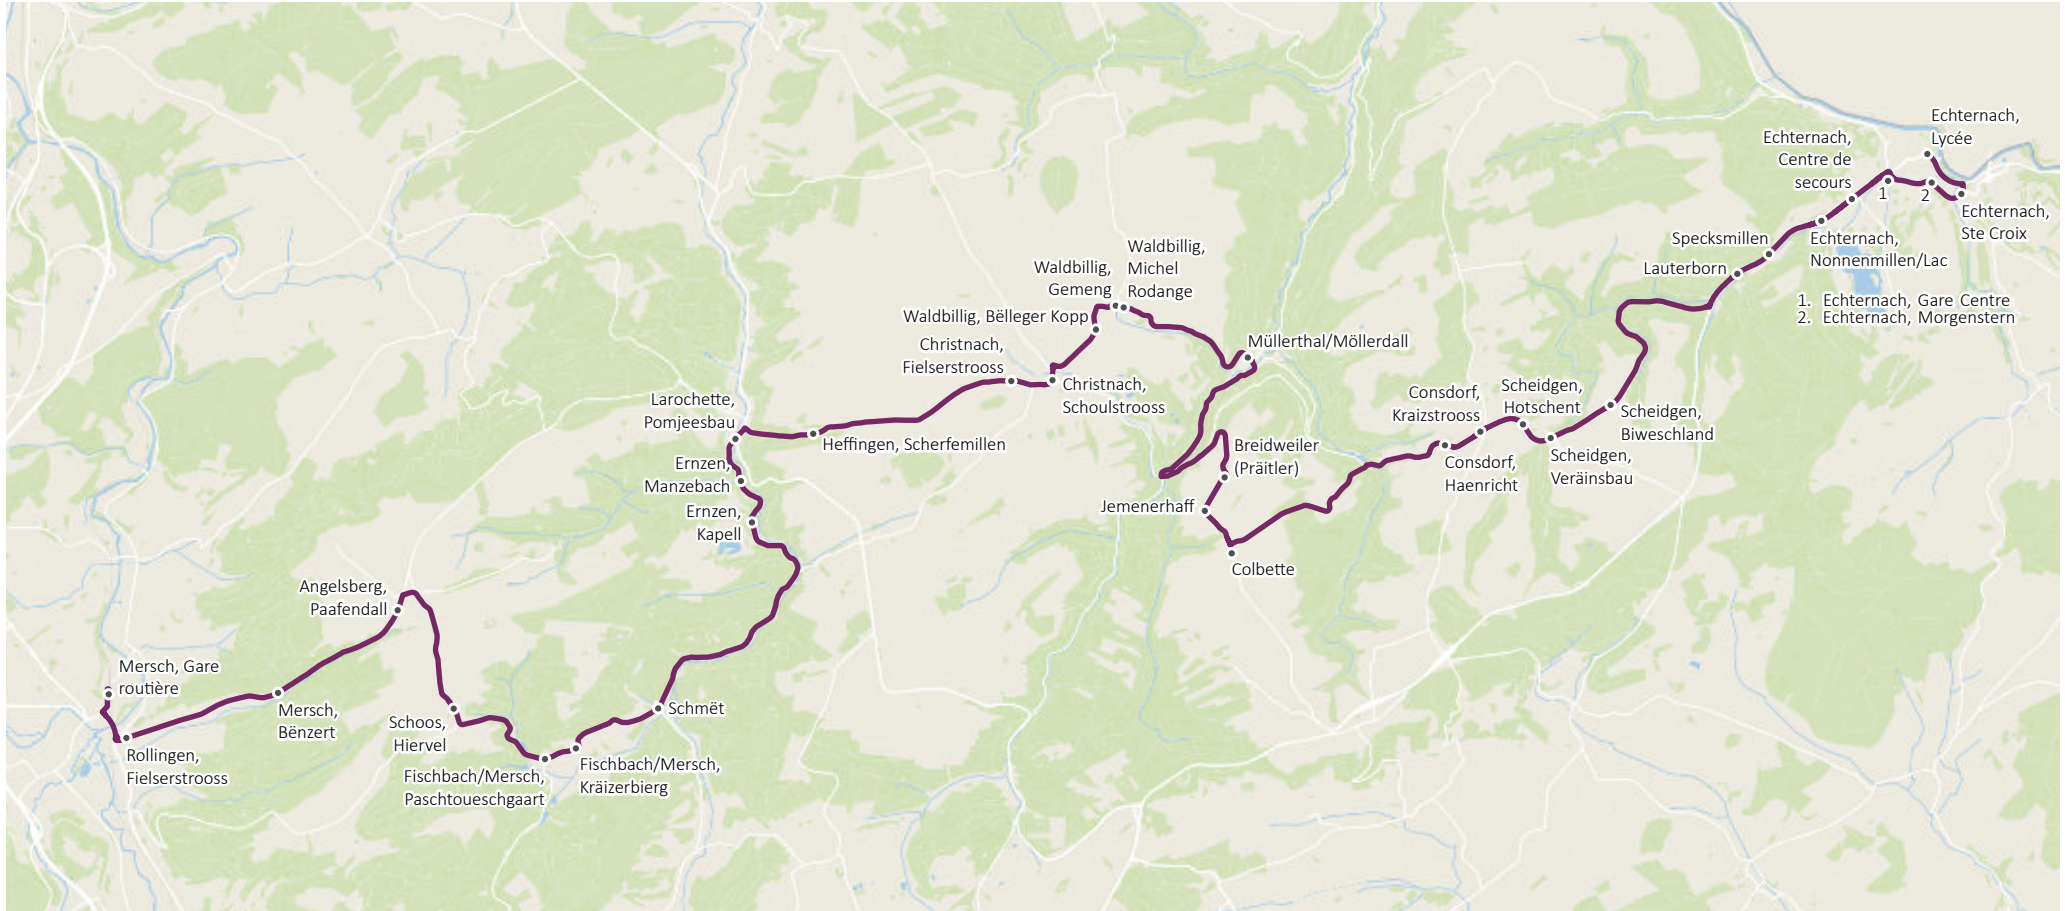 Mersch, Gare
routière
Rollingen,
Fielserstrooss
Mersch,
Bënzert
Angelsberg,
Paafendall
Schoos,
Hiervel
Fischbach/Mersch,
Paschtoueschgaart
Fischbach/Mersch,
Kräizerbierg
Schmët
Ernzen,
Kapell
Ernzen,
Manzebach
Larochette,
Pomjeesbau
Heffingen, Scherfemillen
Christnach,
Fielserstrooss
Christnach,
Schoulstrooss
Waldbillig, Bëlleger Kopp
Waldbillig,
Gemeng
Waldbillig,
Michel
Rodange
Müllerthal/Möllerdall
Breidweiler
(Präitler)
Jemenerhaff
Colbette
Consdorf,
Haenricht
Consdorf,
Kraizstrooss
Scheidgen,
Hotschent
Scheidgen,
Veräinsbau
Scheidgen,
Biweschland
Lauterborn
Specksmillen
Echternach,
Nonnenmillen/Lac
Echternach,
Centre de
secours
1
2
Echternach,
Ste Croix
Echternach,
Lycée
1. Echternach, Gare Centre
2. Echternach, Morgenstern